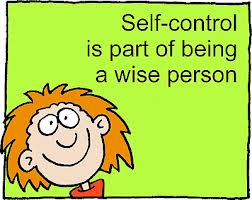 Self-control
is part of being
a wise person